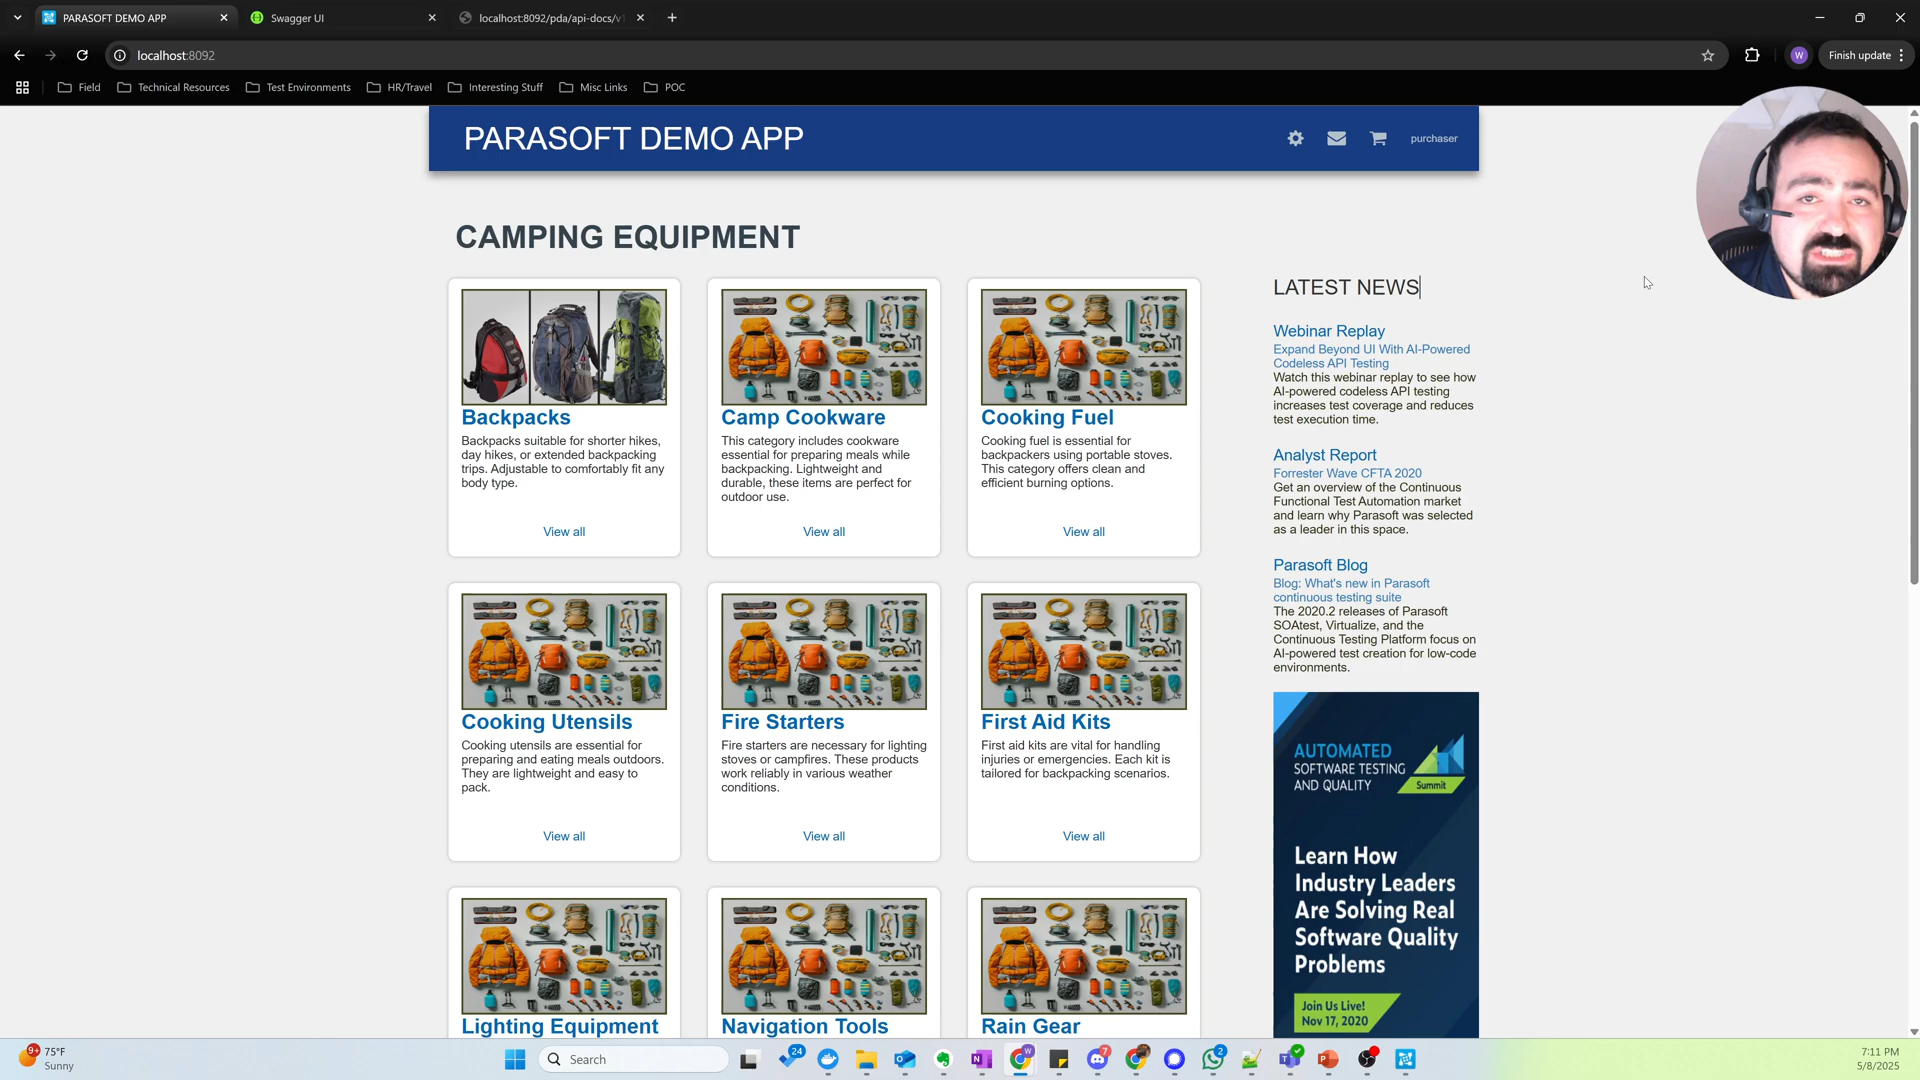 PARASOFT DEMO APP
Swagger UI
localhost:8092/pda/api-docs/v1
localhost:8092
W
Finish update
Field
Technical Resources
Test Environments
HR/Travel
Interesting Stuff
Misc Links
POC
PARASOFT DEMO APP
purchaser
CAMPING EQUIPMENT
Backpacks
Backpacks suitable for shorter hikes,
day hikes, or extended backpacking
trips. Adjustable to comfortably fit any
body type.
View all
Camp Cookware
This category includes cookware
essential for preparing meals while
backpacking. Lightweight and
durable, these items are perfect for
outdoor use.
View all
Cooking Fuel
Cooking fuel is essential for
backpackers using portable stoves.
This category offers clean and
efficient burning options.
View all
Cooking Utensils
Cooking utensils are essential for
preparing and eating meals outdoors.
They are lightweight and easy to
pack.
View all
Fire Starters
Fire starters are necessary for lighting
stoves or campfires. These products
work reliably in various weather
conditions.
View all
First Aid Kits
First aid kits are vital for handling
injuries or emergencies. Each kit is
tailored for backpacking scenarios.
View all
Lighting Equipment
Navigation Tools
Rain Gear
LATEST NEWS
Webinar Replay
Expand Beyond UI With AI-Powered
Codeless API Testing
Watch this webinar replay to see how
AI-powered codeless API testing
increases test coverage and reduces
test execution time.
Analyst Report
Forrester Wave CFTA 2020
Get an overview of the Continuous
Functional Test Automation market
and learn why Parasoft was selected
as a leader in this space.
Parasoft Blog
Blog: What's new in Parasoft
continuous testing suite
The 2020.2 releases of Parasoft
SOAtest, Virtualize, and the
Continuous Testing Platform focus on
AI-powered test creation for low-code
environments.
AUTOMATED
SOFTWARE TESTING
AND QUALITY
Summit
Learn How
Industry Leaders
Are Solving Real
Software Quality
Problems
Join Us Live!
Nov 17, 2020
9+
75°F
Sunny
Search
24
7
2
7:11 PM
5/8/2025